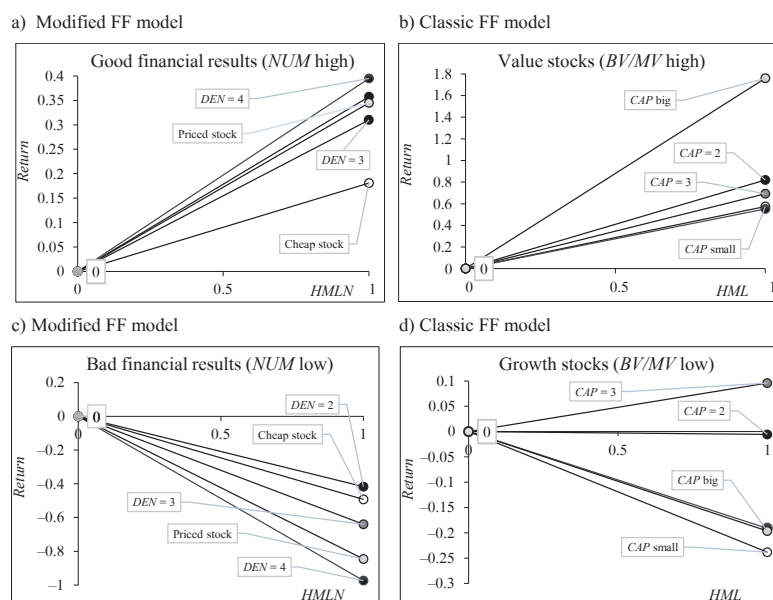 a) Modified FF model
Good financial results (NUM high)
0.4
0.35
0.3
0.25
0.2
0.15
0.1
0.05
0
Return
DEN = 4
Priced stock
DEN = 3
Cheap stock
0
0
0.5
1
HMLN
b) Classic FF model
Value stocks (BV/MV high)
1.8
1.6
1.4
1.2
1
0.8
0.6
0.4
0.2
0
Return
CAP big
CAP = 2
CAP = 3
CAP small
0
0
0.5
1
HML
c) Modified FF model
Bad financial results (NUM low)
0.2
0
−0.2
−0.4
−0.6
−0.8
−1
Return
0
0
0.5
1
DEN = 2
Cheap stock
DEN = 3
Priced stock
DEN = 4
HMLN
d) Classic FF model
Growth stocks (BV/MV low)
0.1
0.05
0
−0.05
−0.1
−0.15
−0.2
−0.25
−0.3
Return
CAP = 3
CAP = 2
0
0
0.5
1
CAP big
CAP small
HML